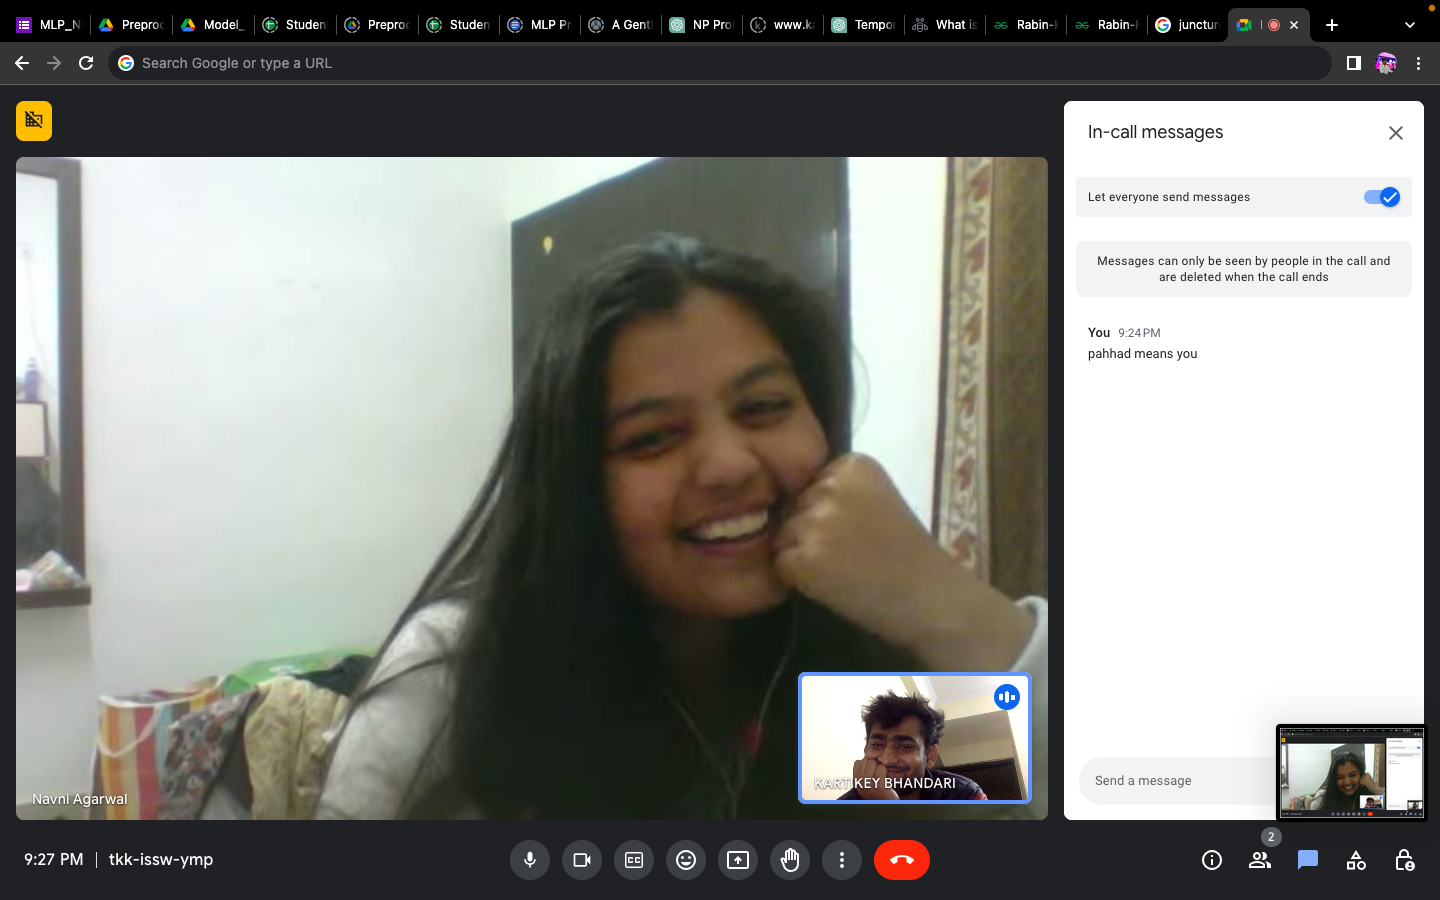 MLP_N
Preproc
Model_
Studen
Preproc
Studen
MLP Pr
A Genti
NP Pro
www.ka
Tempo
What is
Rabin-K
Rabin-K
junctur
Search Google or type a URL
In-call messages
Let everyone send messages
Messages can only be seen by people in the call and
are deleted when the call ends
You 9:24 PM
pahhad means you
KARTIKEY BHANDARI
Navni Agarwal
Send a message
9:27 PM | tkk-issw-ymp
CC
2